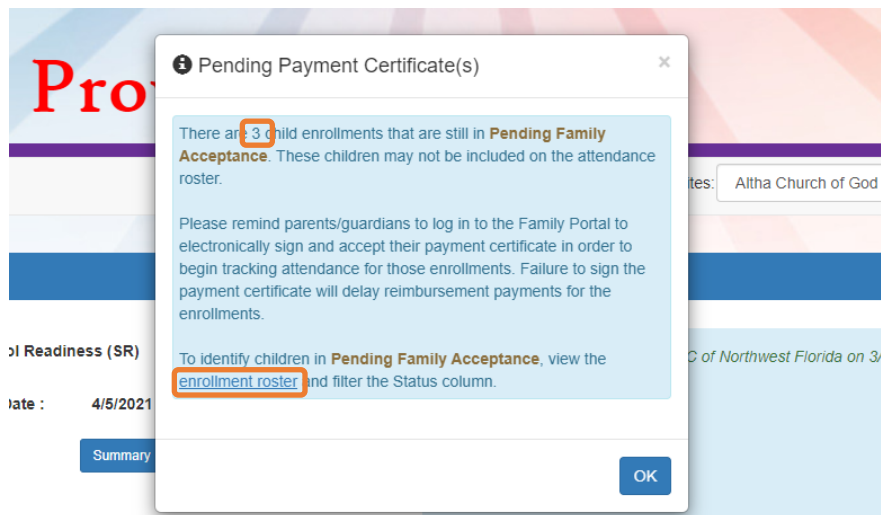 Pro
Pending Payment Certificate(s)
×
There are 3 child enrollments that are still in Pending Family
Acceptance. These children may not be included on the attendance
roster.
Please remind parents/guardians to log in to the Family Portal to
electronically sign and accept their payment certificate in order to
begin tracking attendance for those enrollments. Failure to sign the
payment certificate will delay reimbursement payments for the
enrollments.
To identify children in Pending Family Acceptance, view the
enrollment roster and filter the Status column.
OK
ites: Altha Church of God
ol Readiness (SR)
C of Northwest Florida on 3/
Date : 4/5/2021
Summary